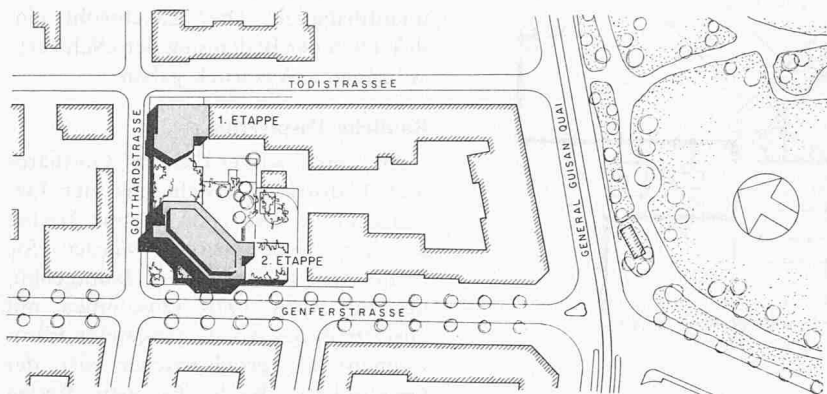 TÖDISTRASSEE
1. ETAPPE
GOTTHARDSTRASSE
GENERAL GUISAN QUAI
2. ETAPPE
GENFERSTRASSE